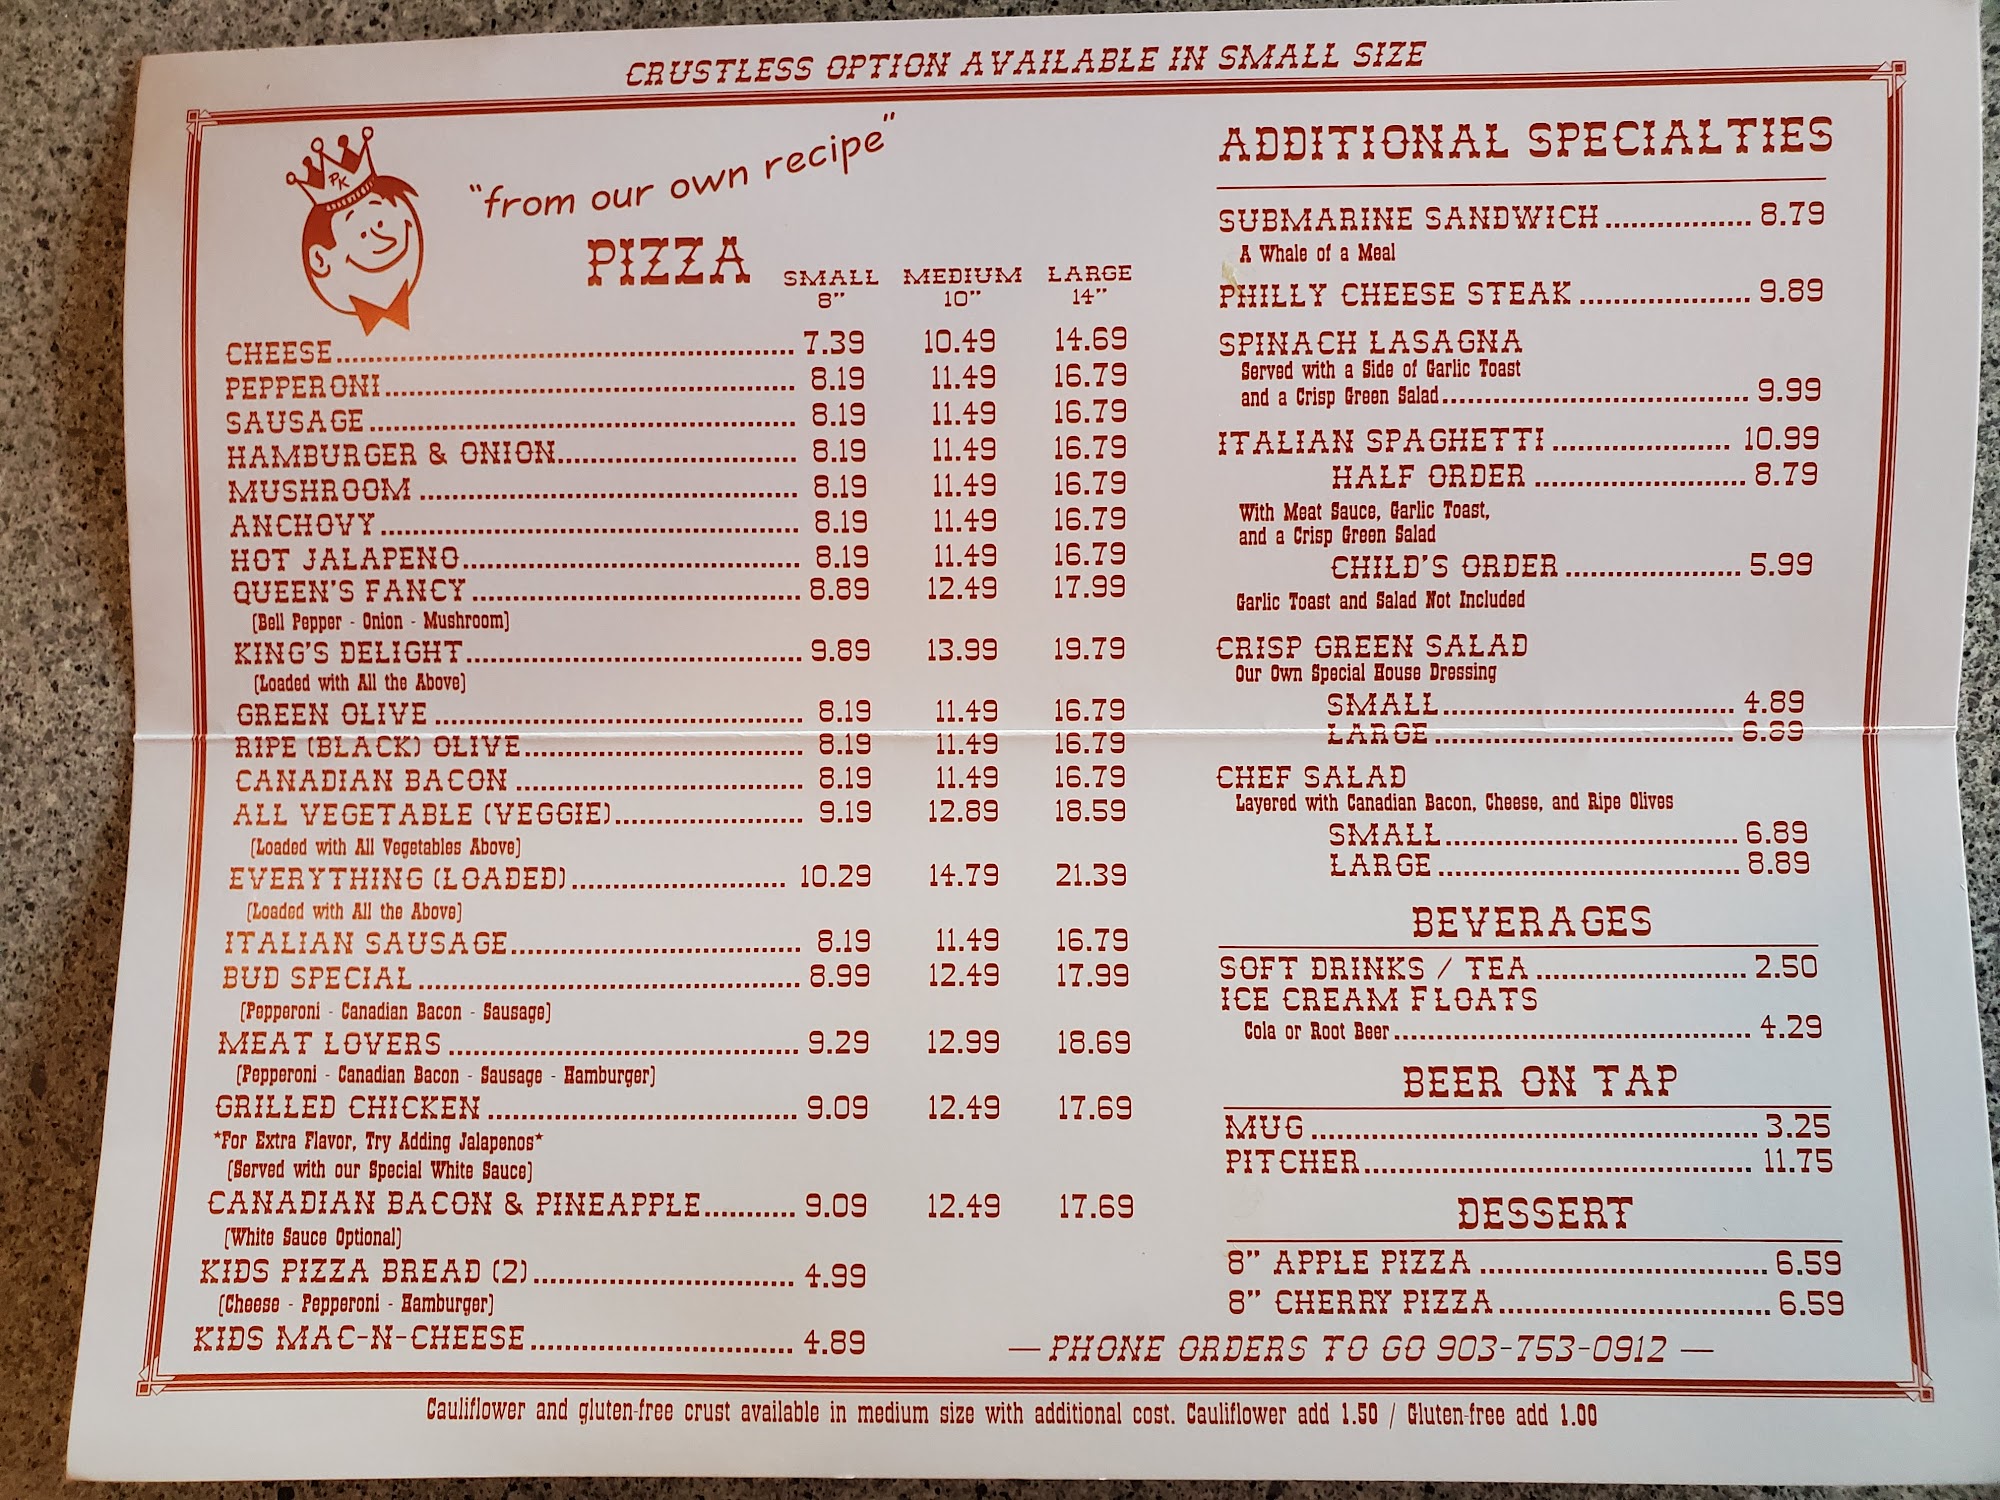 CRUSTLESS OPTION AVAILABLE IN SMALL SIZE
PK
"from our own recipe"
PIZZA
SMALL MEDIUM LARGE
8" 10" 14"
CHEESE 7.39 10.49 14.69
PEPPERONI 8.19 11.49 16.79
SAUSAGE 8.19 11.49 16.79
HAMBURGER & ONION 8.19 11.49 16.79
MUSHROOM 8.19 11.49 16.79
ANCHOVY 8.19 11.49 16.79
HOT JALAPENO 8.19 11.49 16.79
QUEEN'S FANCY 8.89 12.49 17.99
(Bell Pepper - Onion - Mushroom)
KING'S DELIGHT 9.89 13.99 19.79
(Loaded with All the Above)
GREEN OLIVE 8.19 11.49 16.79
RIPE (BLACK) OLIVE 8.19 11.49 16.79
CANADIAN BACON 8.19 11.49 16.79
ALL VEGETABLE (VEGGIE) 9.19 12.89 18.59
(Loaded with All Vegetables Above)
EVERYTHING (LOADED) 10.29 14.79 21.39
(Loaded with All the Above)
ITALIAN SAUSAGE 8.19 11.49 16.79
BUD SPECIAL 8.99 12.49 17.99
(Pepperoni - Canadian Bacon - Sausage)
MEAT LOVERS 9.29 12.99 18.69
(Pepperoni - Canadian Bacon - Sausage - Hamburger)
GRILLED CHICKEN 9.09 12.49 17.69
*For Extra Flavor, Try Adding Jalapenos*
(Served with our Special White Sauce)
CANADIAN BACON & PINEAPPLE 9.09 12.49 17.69
(White Sauce Optional)
KIDS PIZZA BREAD (2) 4.99
(Cheese - Pepperoni - Hamburger)
KIDS MAC-N-CHEESE 4.89
ADDITIONAL SPECIALTIES
SUBMARINE SANDWICH 8.79
A Whale of a Meal
PHILLY CHEESE STEAK 9.89
SPINACH LASAGNA
Served with a Side of Garlic Toast
and a Crisp Green Salad 9.99
ITALIAN SPAGHETTI 10.99
HALF ORDER 8.79
With Meat Sauce, Garlic Toast,
and a Crisp Green Salad
CHILD'S ORDER 5.99
Garlic Toast and Salad Not Included
CRISP GREEN SALAD
Our Own Special House Dressing
SMALL 4.89
LARGE 6.89
CHEF SALAD
Layered with Canadian Bacon, Cheese, and Ripe Olives
SMALL 6.89
LARGE 8.89
BEVERAGES
SOFT DRINKS / TEA 2.50
ICE CREAM FLOATS
Cola or Root Beer 4.29
BEER ON TAP
MUG 3.25
PITCHER 11.75
DESSERT
8" APPLE PIZZA 6.59
8" CHERRY PIZZA 6.59
— PHONE ORDERS TO GO 903-753-0912 —
Cauliflower and gluten-free crust available in medium size with additional cost. Cauliflower add 1.50 / Gluten-free add 1.00